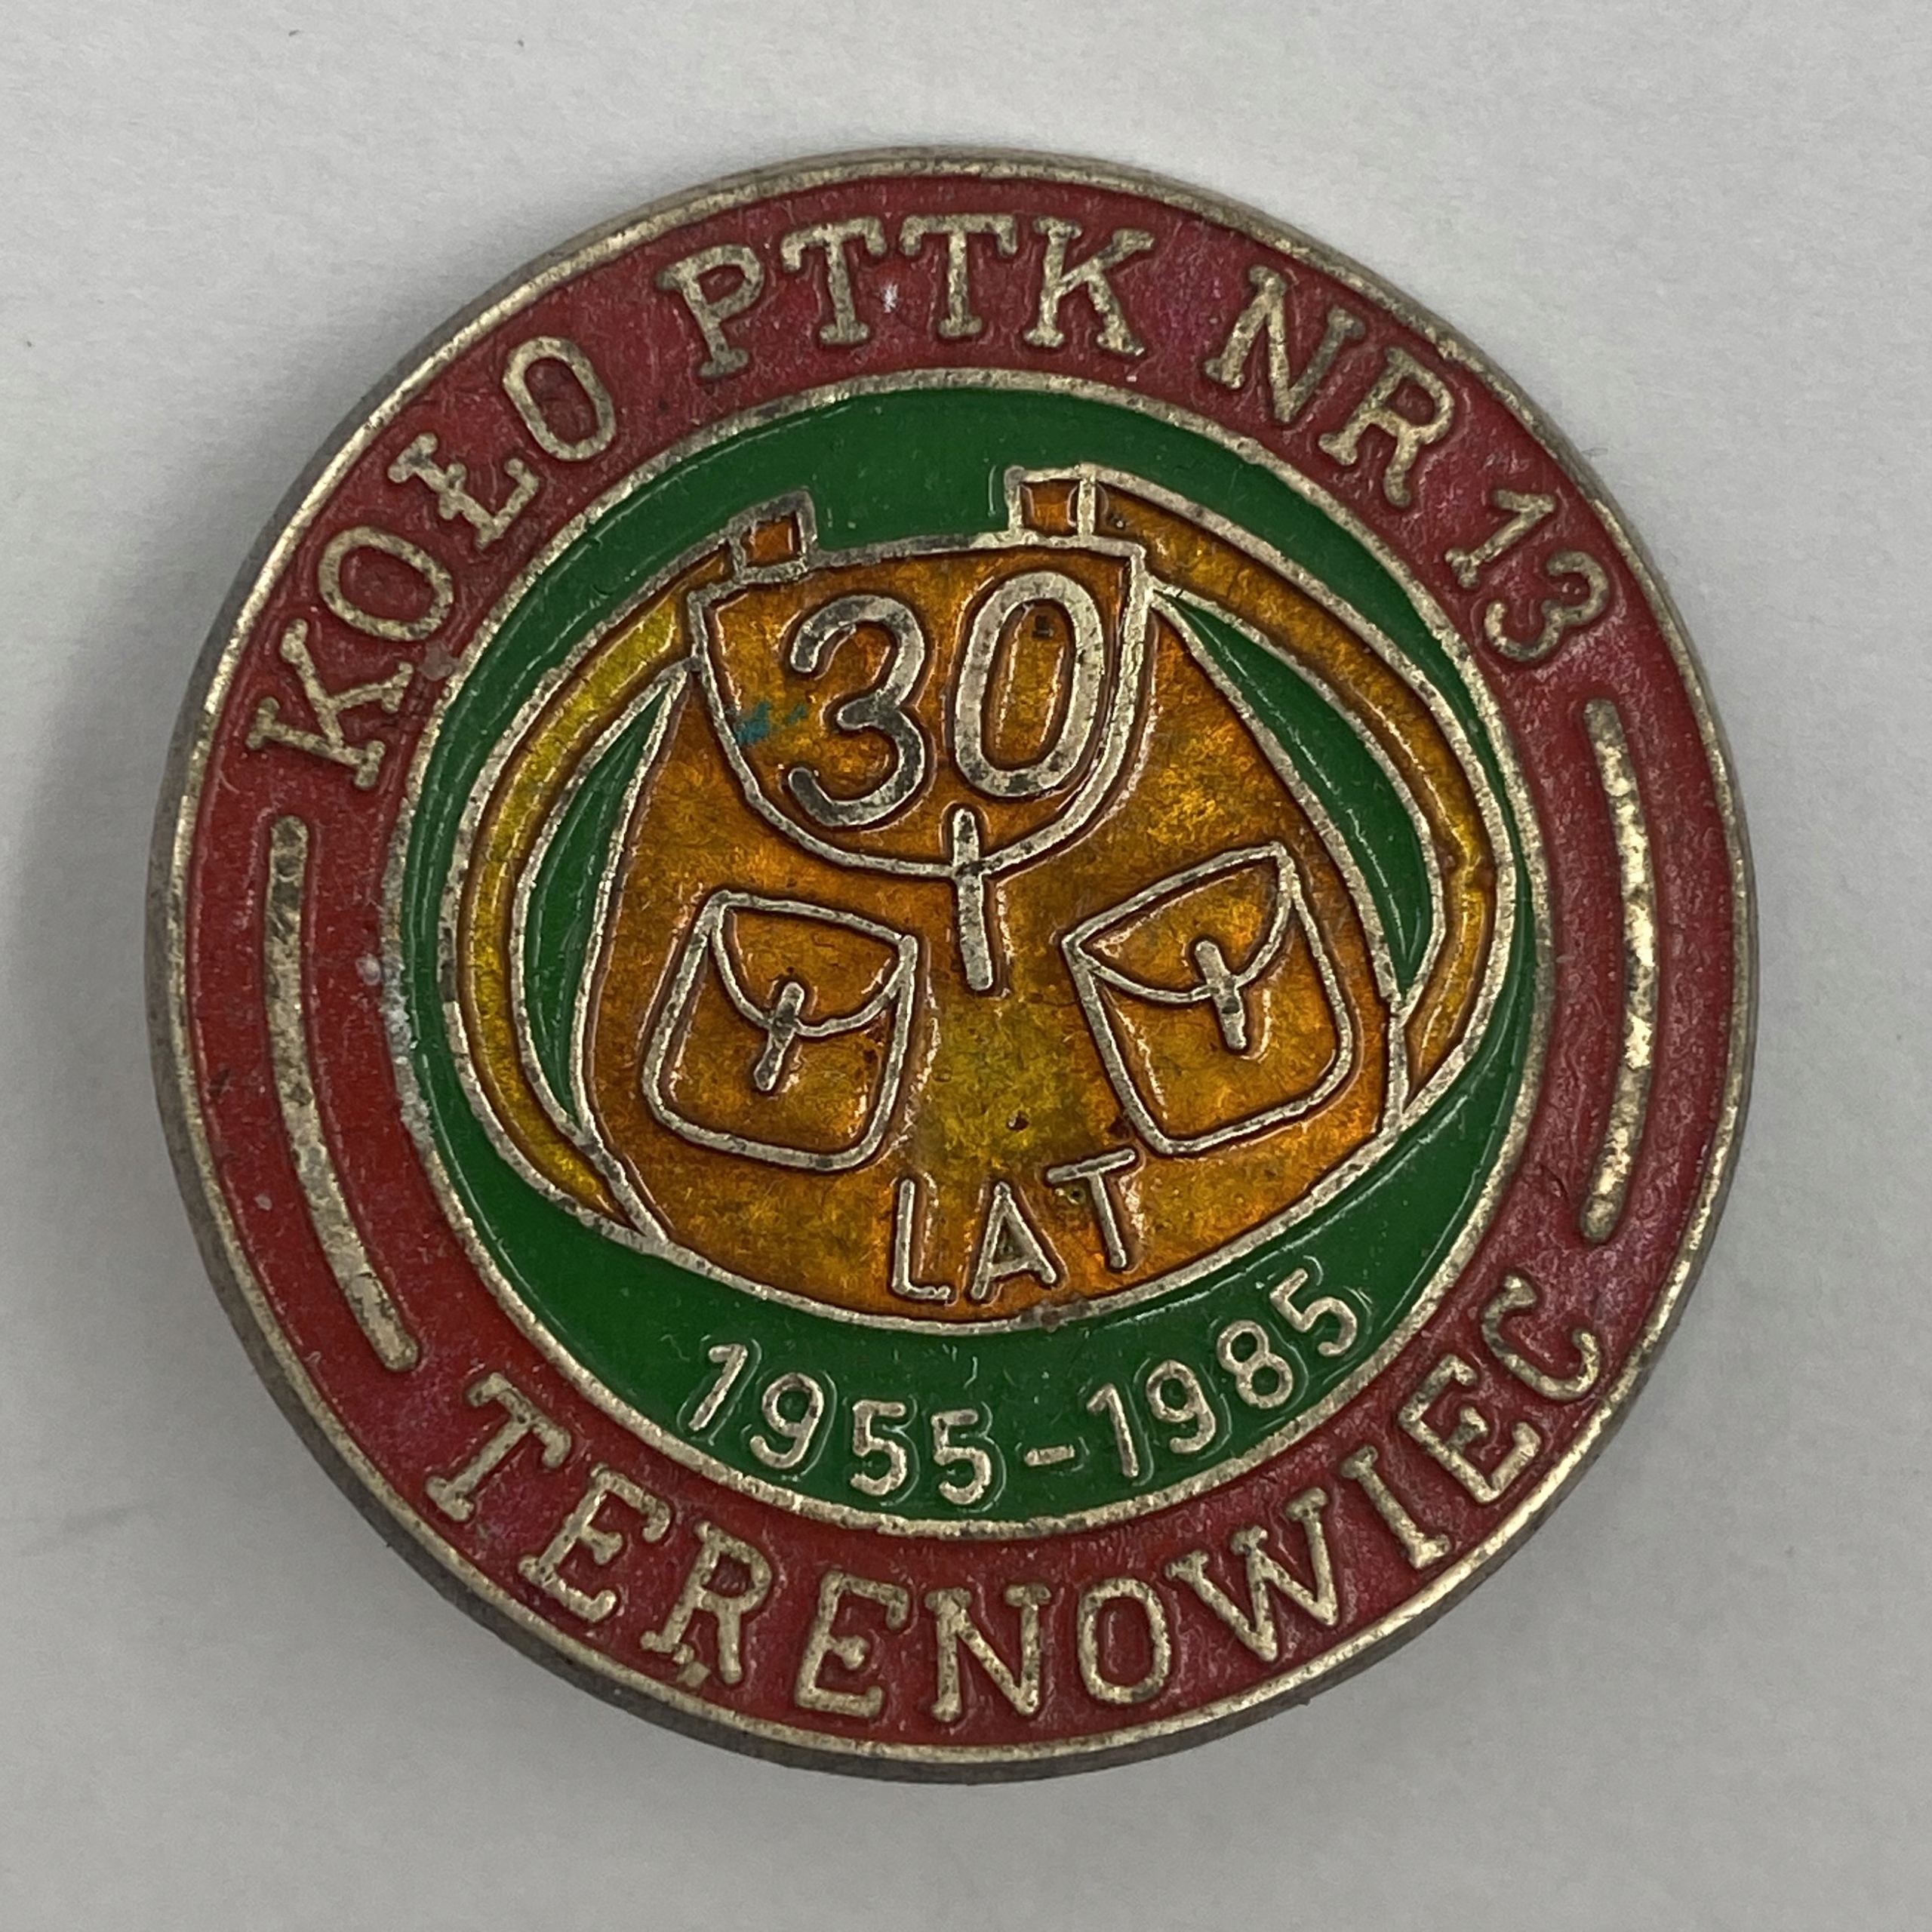 KOŁO PTTK NR 13
30
LAT
1955-1985
TERENOWIEC